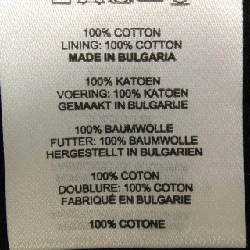 100% COTTON
LINING: 100% COTTON
MADE IN BULGARIA
100% KATOEN
VOERING: 100% KATOEN
GEMAAKT IN BULGARIJE
100% BAUMWOLLE
FUTTER: 100% BAUMWOLLE
HERGESTELLT IN BULGARIEN
100% COTON
DOUBLURE: 100% COTON
FABRIQUÉ EN BULGARIE
100% COTONE